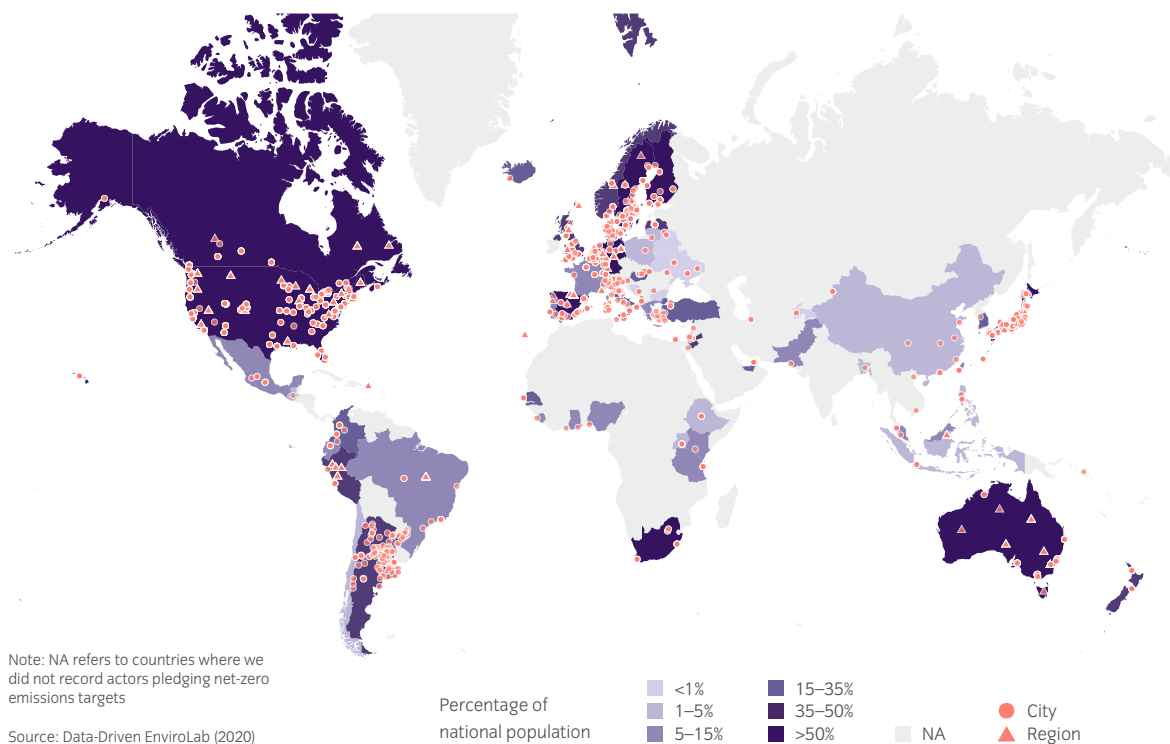 Note: NA refers to countries where we
did not record actors pledging net-zero
emissions targets
Source: Data-Driven EnviroLab (2020)
Percentage of
national population
<1%
1–5%
5–15%
15–35%
35–50%
>50%
NA
City
Region